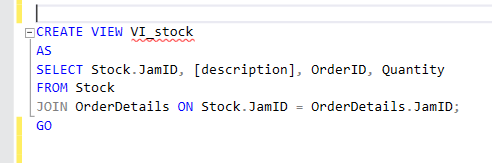 CREATE VIEW VI_stock
AS
SELECT Stock.JamID, [description], OrderID, Quantity
FROM Stock
JOIN OrderDetails ON Stock.JamID = OrderDetails.JamID;
GO